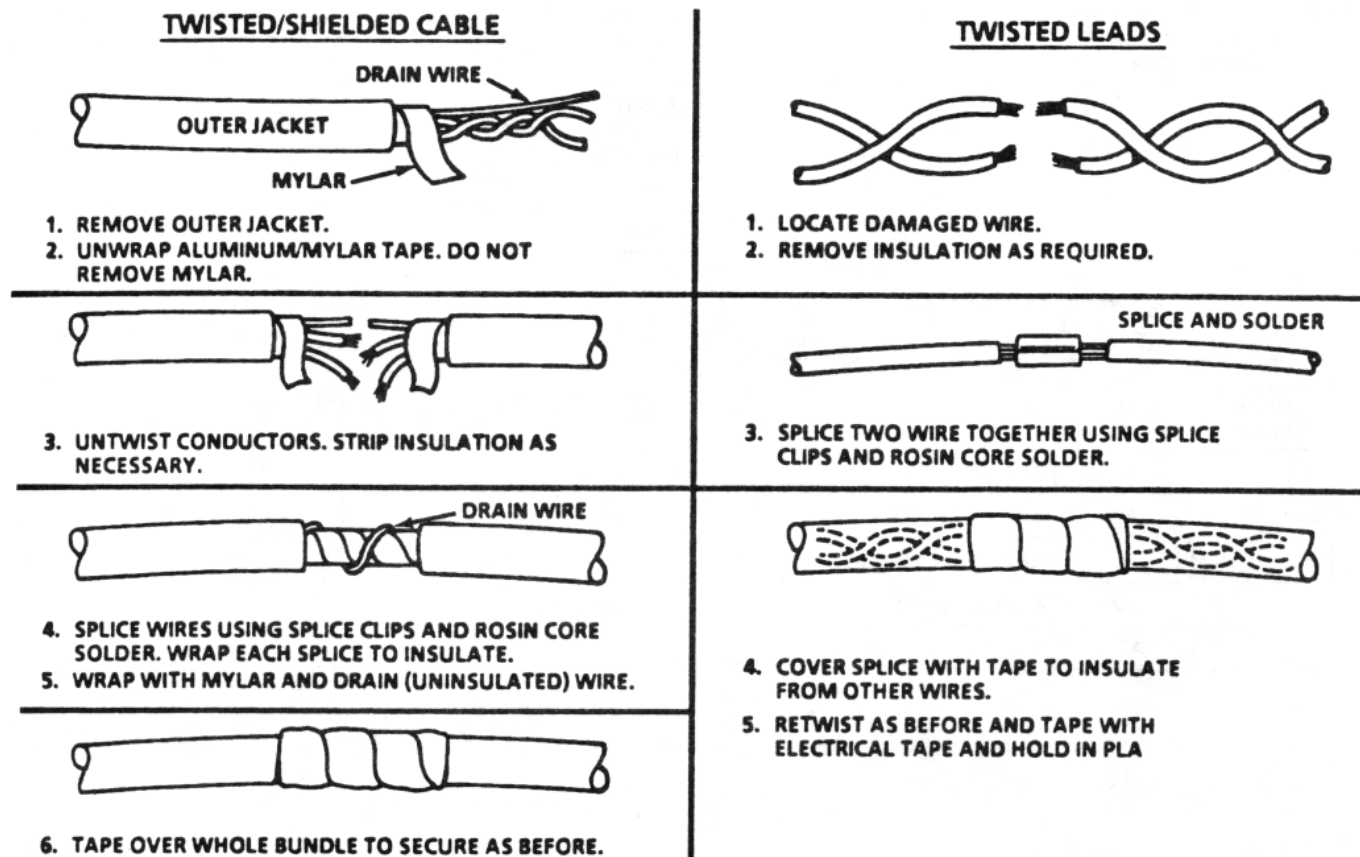 TWISTED/SHIELDED CABLE
DRAIN WIRE
OUTER JACKET
MYLAR
1. REMOVE OUTER JACKET.
2. UNWRAP ALUMINUM/MYLAR TAPE. DO NOT
REMOVE MYLAR.
3. UNTWIST CONDUCTORS. STRIP INSULATION AS
NECESSARY.
DRAIN WIRE
4. SPLICE WIRES USING SPLICE CLIPS AND ROSIN CORE
SOLDER. WRAP EACH SPLICE TO INSULATE.
5. WRAP WITH MYLAR AND DRAIN (UNINSULATED) WIRE.
6. TAPE OVER WHOLE BUNDLE TO SECURE AS BEFORE.
TWISTED LEADS
1. LOCATE DAMAGED WIRE.
2. REMOVE INSULATION AS REQUIRED.
SPLICE AND SOLDER
3. SPLICE TWO WIRE TOGETHER USING SPLICE
CLIPS AND ROSIN CORE SOLDER.
4. COVER SPLICE WITH TAPE TO INSULATE
FROM OTHER WIRES.
5. RETWIST AS BEFORE AND TAPE WITH
ELECTRICAL TAPE AND HOLD IN PLA